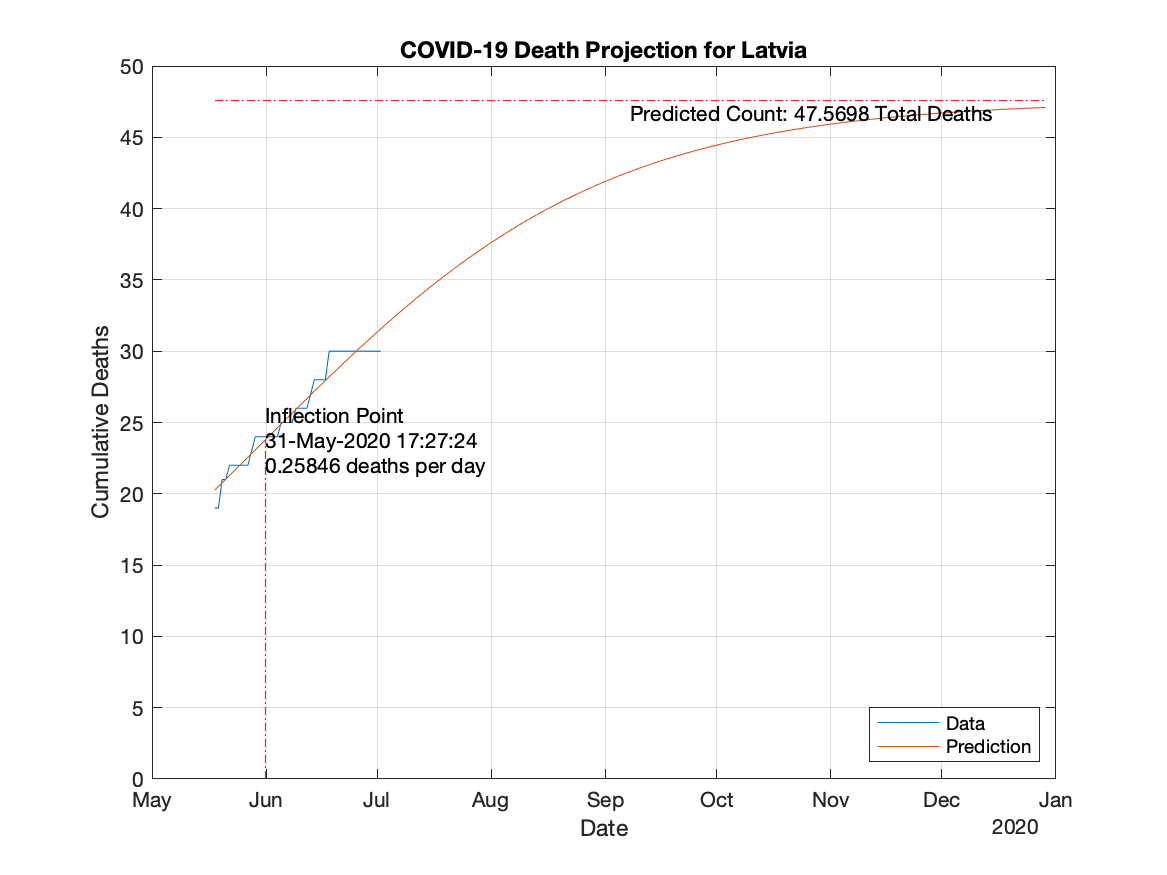 COVID-19 Death Projection for Latvia
50
45
40
35
30
25
20
15
10
5
0
Cumulative Deaths
Predicted Count: 47.5698 Total Deaths
Inflection Point
31-May-2020 17:27:24
0.25846 deaths per day
Data
Prediction
May Jun Jul Aug Sep Oct Nov Dec Jan
Date
2020